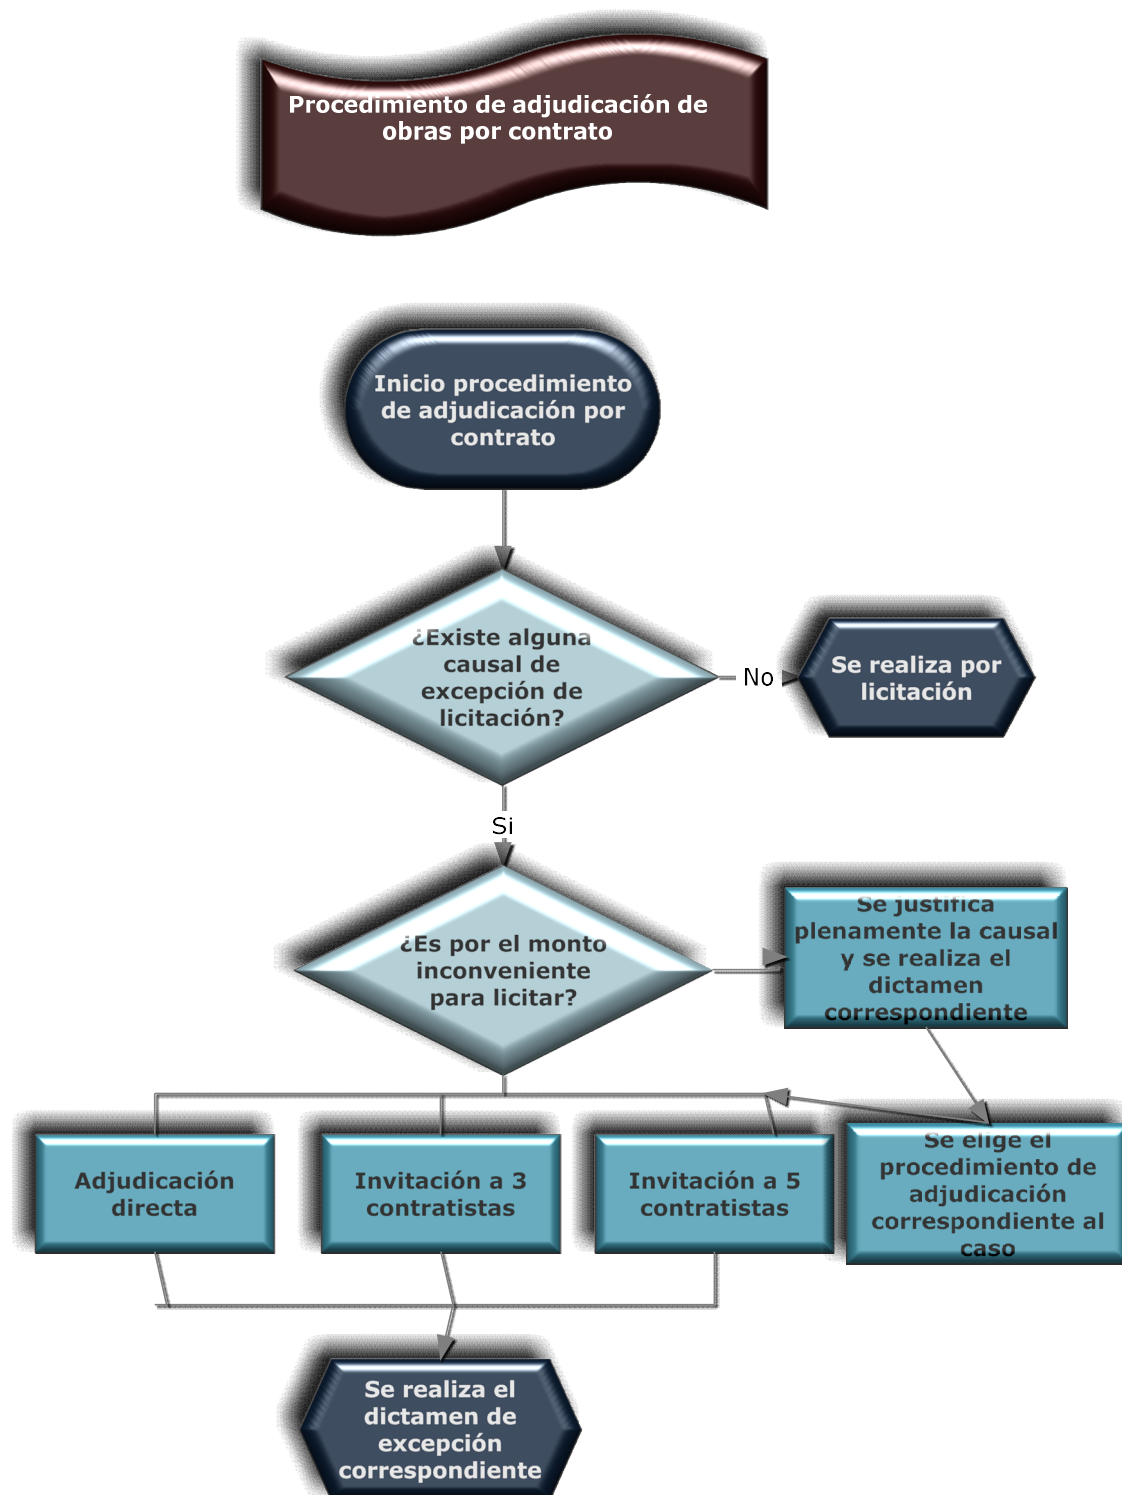 Procedimiento de adjudicación de
obras por contrato
Inicio procedimiento
de adjudicación por
contrato
¿Existe alguna
causal de
excepción de
licitación?
No
Se realiza por
licitación
Si
¿Es por el monto
inconveniente
para licitar?
Se justifica
plenamente la causal
y se realiza el
dictamen
correspondiente
Adjudicación
directa
Invitación a 3
contratistas
Invitación a 5
contratistas
Se elige el
procedimiento de
adjudicación
correspondiente al
caso
Se realiza el
dictamen de
excepción
correspondiente